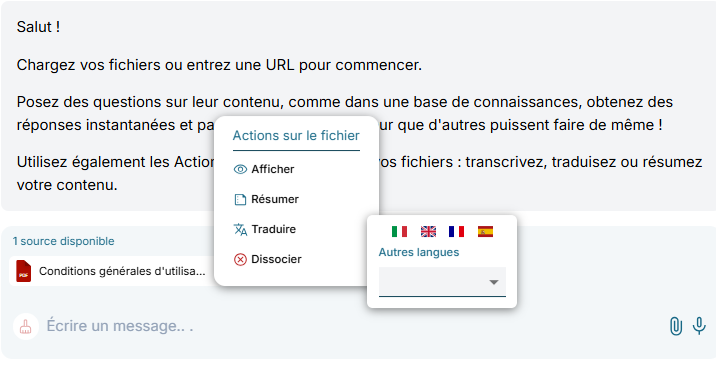 Salut !
Chargez vos fichiers ou entrez une URL pour commencer.
Posez des questions sur leur contenu, comme dans une base de connaissances, obtenez des
réponses instantanées et pa ur que d'autres puissent faire de même !
Utilisez également les Action vos fichiers : transcrivez, traduisez ou résumez
votre contenu.
Actions sur le fichier
Afficher
Résumer
Traduire
Dissocier
Autres langues
1 source disponible
PDF
Conditions générales d'utilisa...
Écrire un message.. .